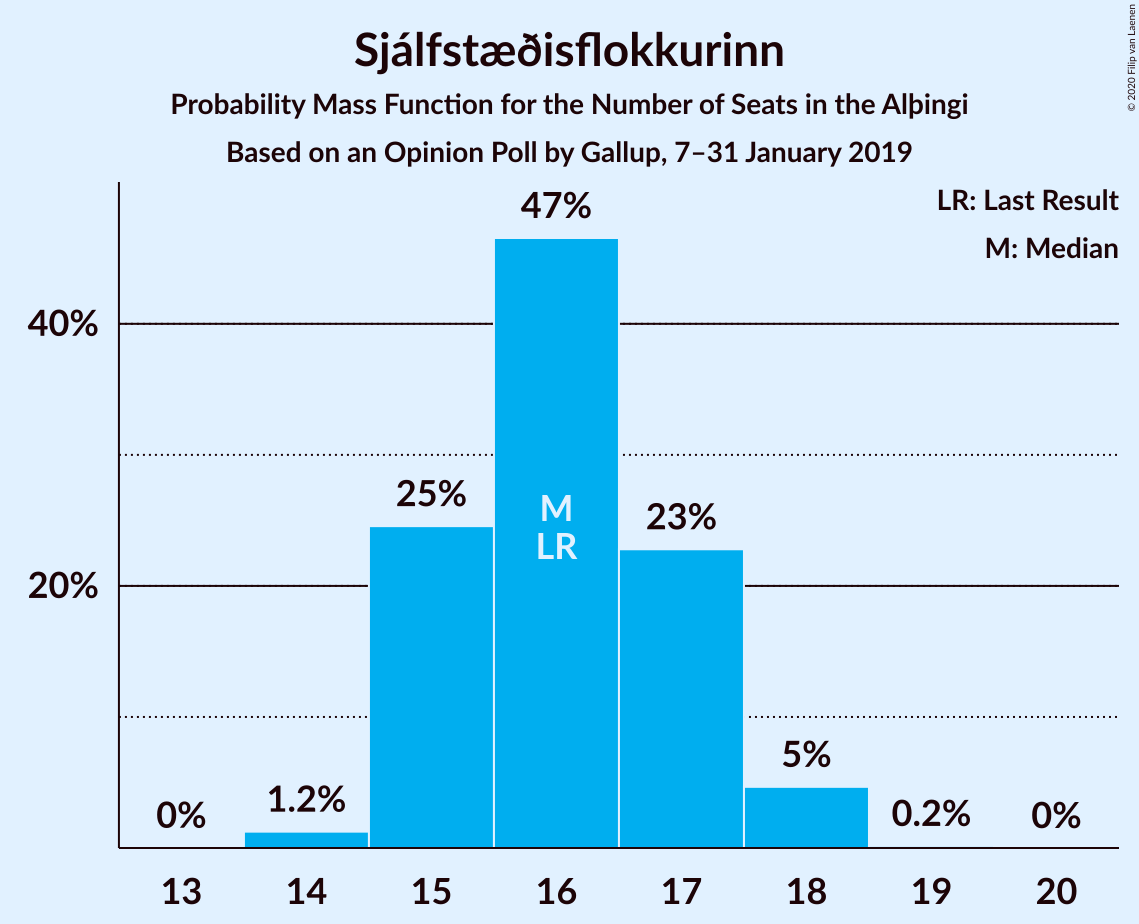 Sjálfstæðisflokkurinn
Probability Mass Function for the Number of Seats in the Alþingi
Based on an Opinion Poll by Gallup, 7–31 January 2019
© 2020 Filip van Laenen
LR: Last Result
M: Median
47%
40%
25%
M
LR
23%
20%
5%
1.2%
0%
0.2%
0%
13 14 15 16 17 18 19 20